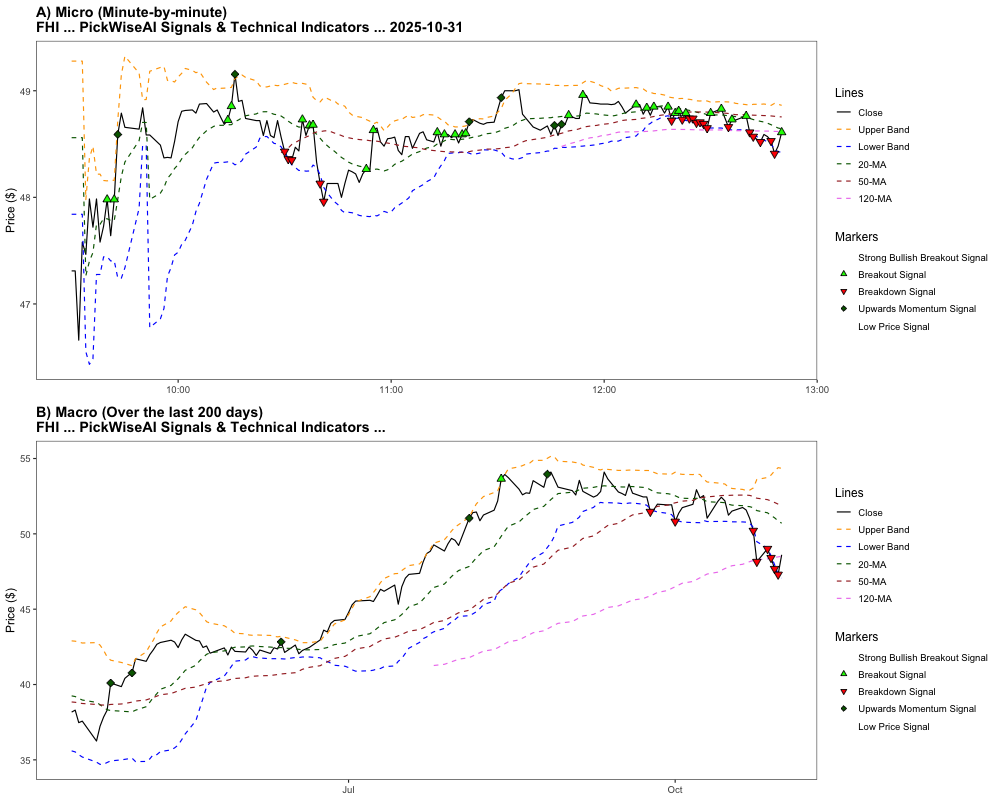 A) Micro (Minute-by-minute)
FHI ... PickWiseAI Signals & Technical Indicators ... 2025-10-31
Price ($)
49
48
47
10:00
11:00
12:00
13:00
Lines
Close
Upper Band
Lower Band
20-MA
50-MA
120-MA
Markers
Strong Bullish Breakout Signal
Breakout Signal
Breakdown Signal
Upwards Momentum Signal
Low Price Signal
B) Macro (Over the last 200 days)
FHI ... PickWiseAI Signals & Technical Indicators ...
Price ($)
55
50
45
40
35
Jul
Oct
Lines
Close
Upper Band
Lower Band
20-MA
50-MA
120-MA
Markers
Strong Bullish Breakout Signal
Breakout Signal
Breakdown Signal
Upwards Momentum Signal
Low Price Signal